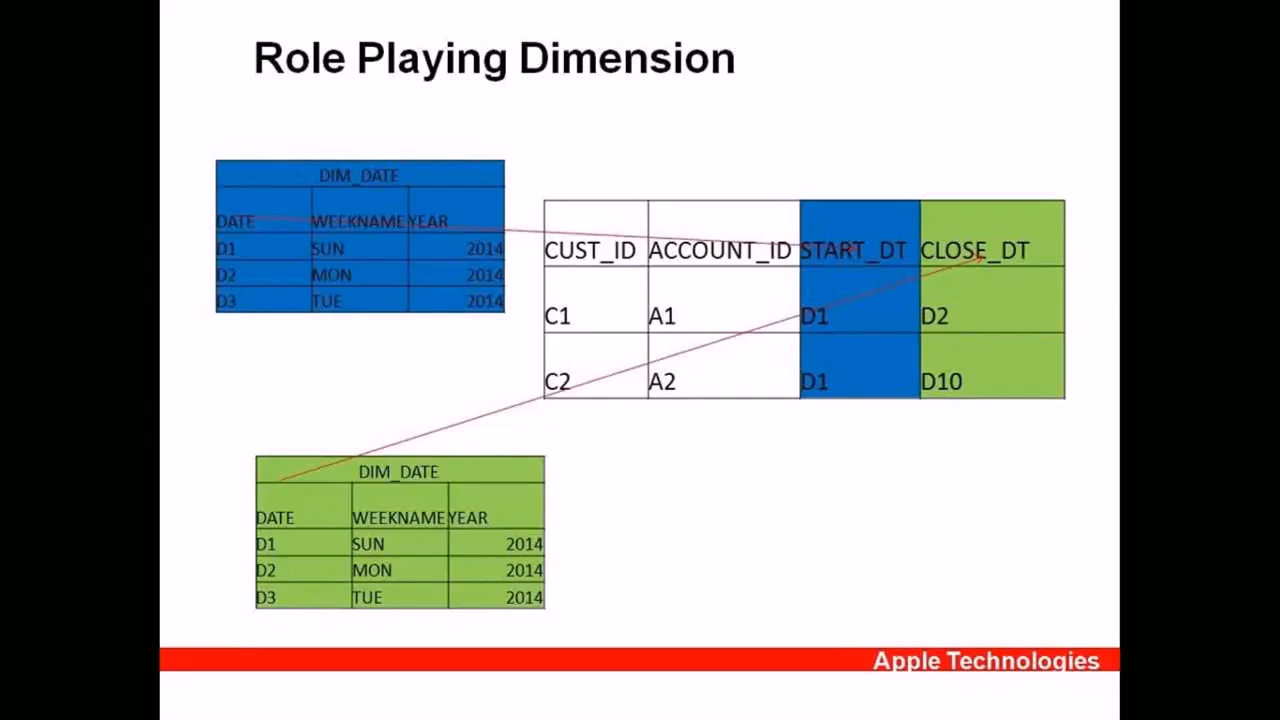 Role Playing Dimension
DIM_DATE
DATE WEEKNAME YEAR
D1 SUN 2014
D2 MON 2014
D3 TUE 2014
CUST_ID ACCOUNT_ID START_DT CLOSE_DT
C1 A1 D1 D2
C2 A2 D1 D10
DIM_DATE
DATE WEEKNAME YEAR
D1 SUN 2014
D2 MON 2014
D3 TUE 2014
Apple Technologies